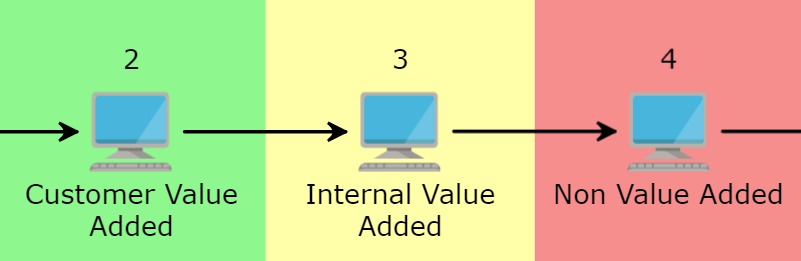 2
3
4
Customer Value
Added
Internal Value
Added
Non Value Added